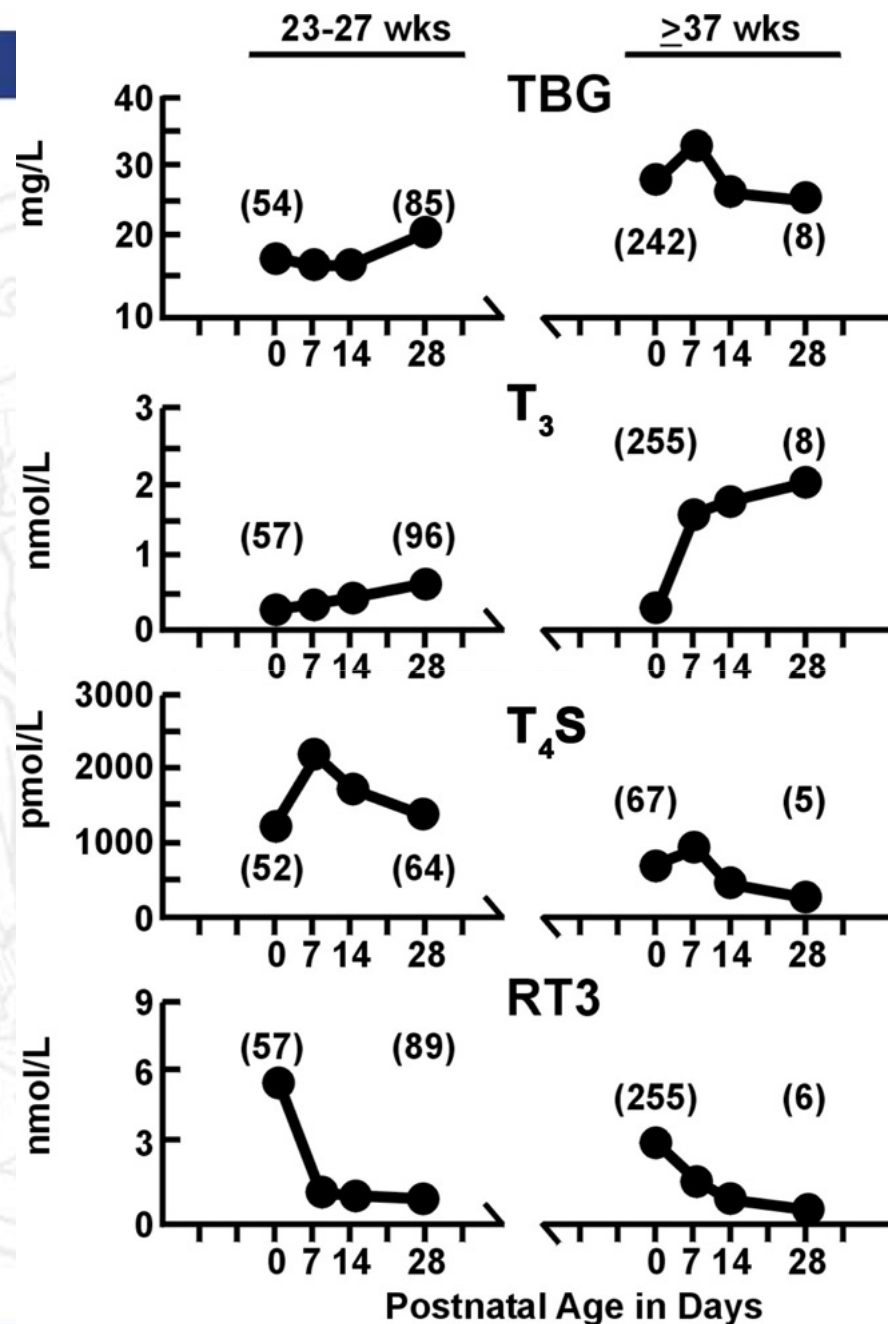 23-27 wks ≥37 wks
TBG
mg/L
40
30
20
10
(54) (85)
(242) (8)
0 7 14 28 0 7 14 28
T3
nmol/L
3
2
1
0
(57) (96)
(255) (8)
0 7 14 28 0 7 14 28
T4S
pmol/L
3000
2000
1000
0
(52) (64)
(67) (5)
0 7 14 28 0 7 14 28
RT3
nmol/L
9
6
3
0
(57) (89)
(255) (6)
0 7 14 28 0 7 14 28
Postnatal Age in Days